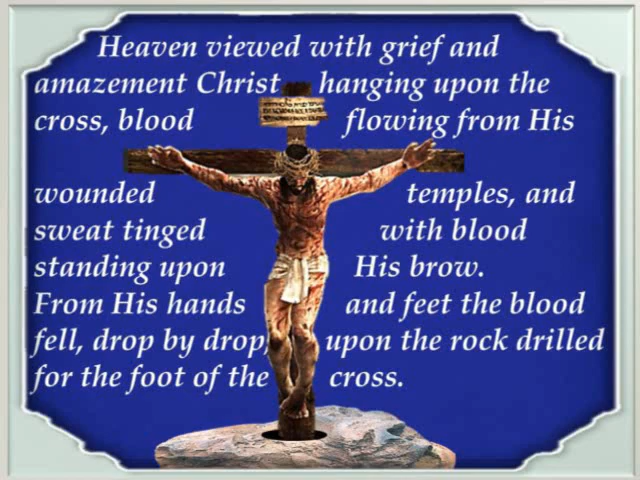 Heaven viewed with grief and
amazement Christ hanging upon the
cross, blood flowing from His
wounded temples, and
sweat tinged with blood
standing upon His brow.
From His hands and feet the blood
fell, drop by drop, upon the rock drilled
for the foot of the cross.